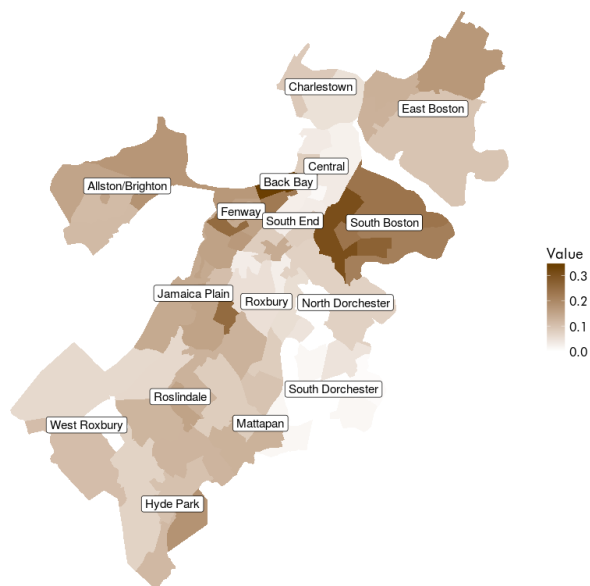 Charlestown
East Boston
Central
Back Bay
Allston/Brighton
Fenway
South End
South Boston
Value
0.3
0.2
0.1
0.0
Jamaica Plain
Roxbury
North Dorchester
South Dorchester
Roslindale
West Roxbury
Mattapan
Hyde Park